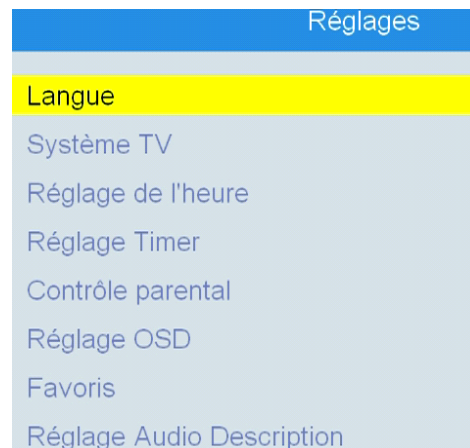 Réglages
Langue
Système TV
Réglage de l'heure
Réglage Timer
Contrôle parental
Réglage OSD
Favoris
Réglage Audio Description